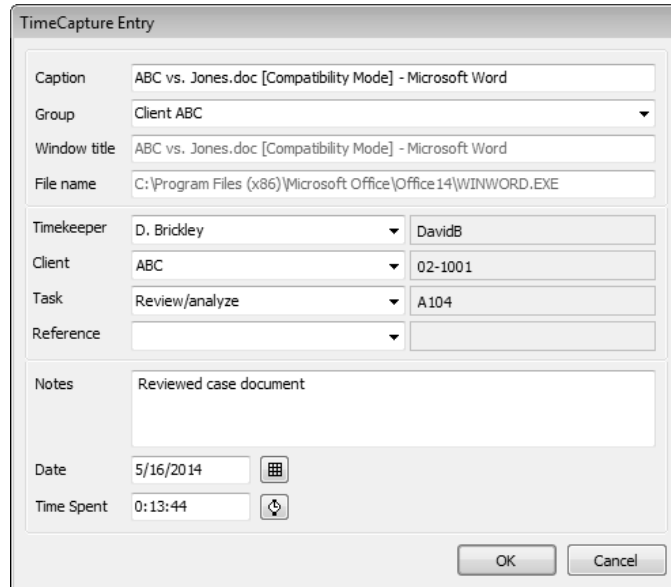 TimeCapture Entry
Caption ABC vs. Jones.doc [Compatibility Mode] - Microsoft Word
Group Client ABC
Window title ABC vs. Jones.doc [Compatibility Mode] - Microsoft Word
File name C:\Program Files (x86)\Microsoft Office\Office14\WINWORD.EXE
Timekeeper D. Brickley DavidB
Client ABC 02-1001
Task Review/analyze A104
Reference
Notes Reviewed case document
Date 5/16/2014
Time Spent 0:13:44
OK Cancel